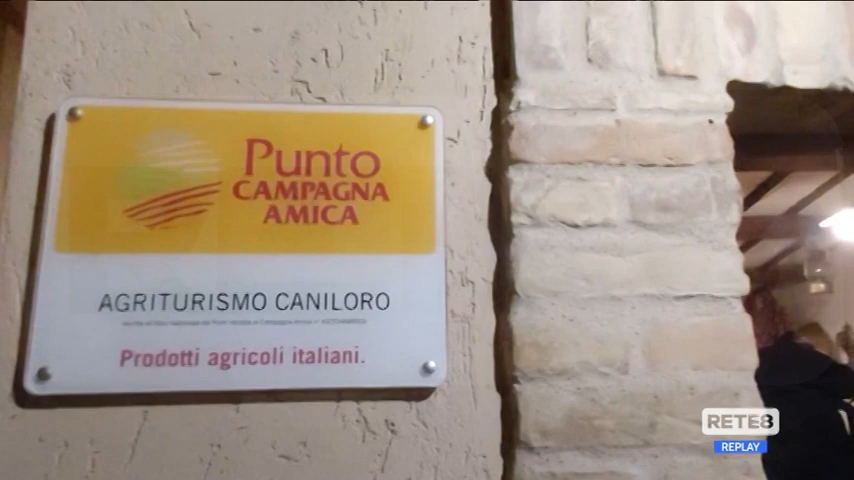 Punto
CAMPAGNA
AMICA
AGRITURISMO CANILORO
Prodotti agricoli italiani.
RETE8
REPLAY